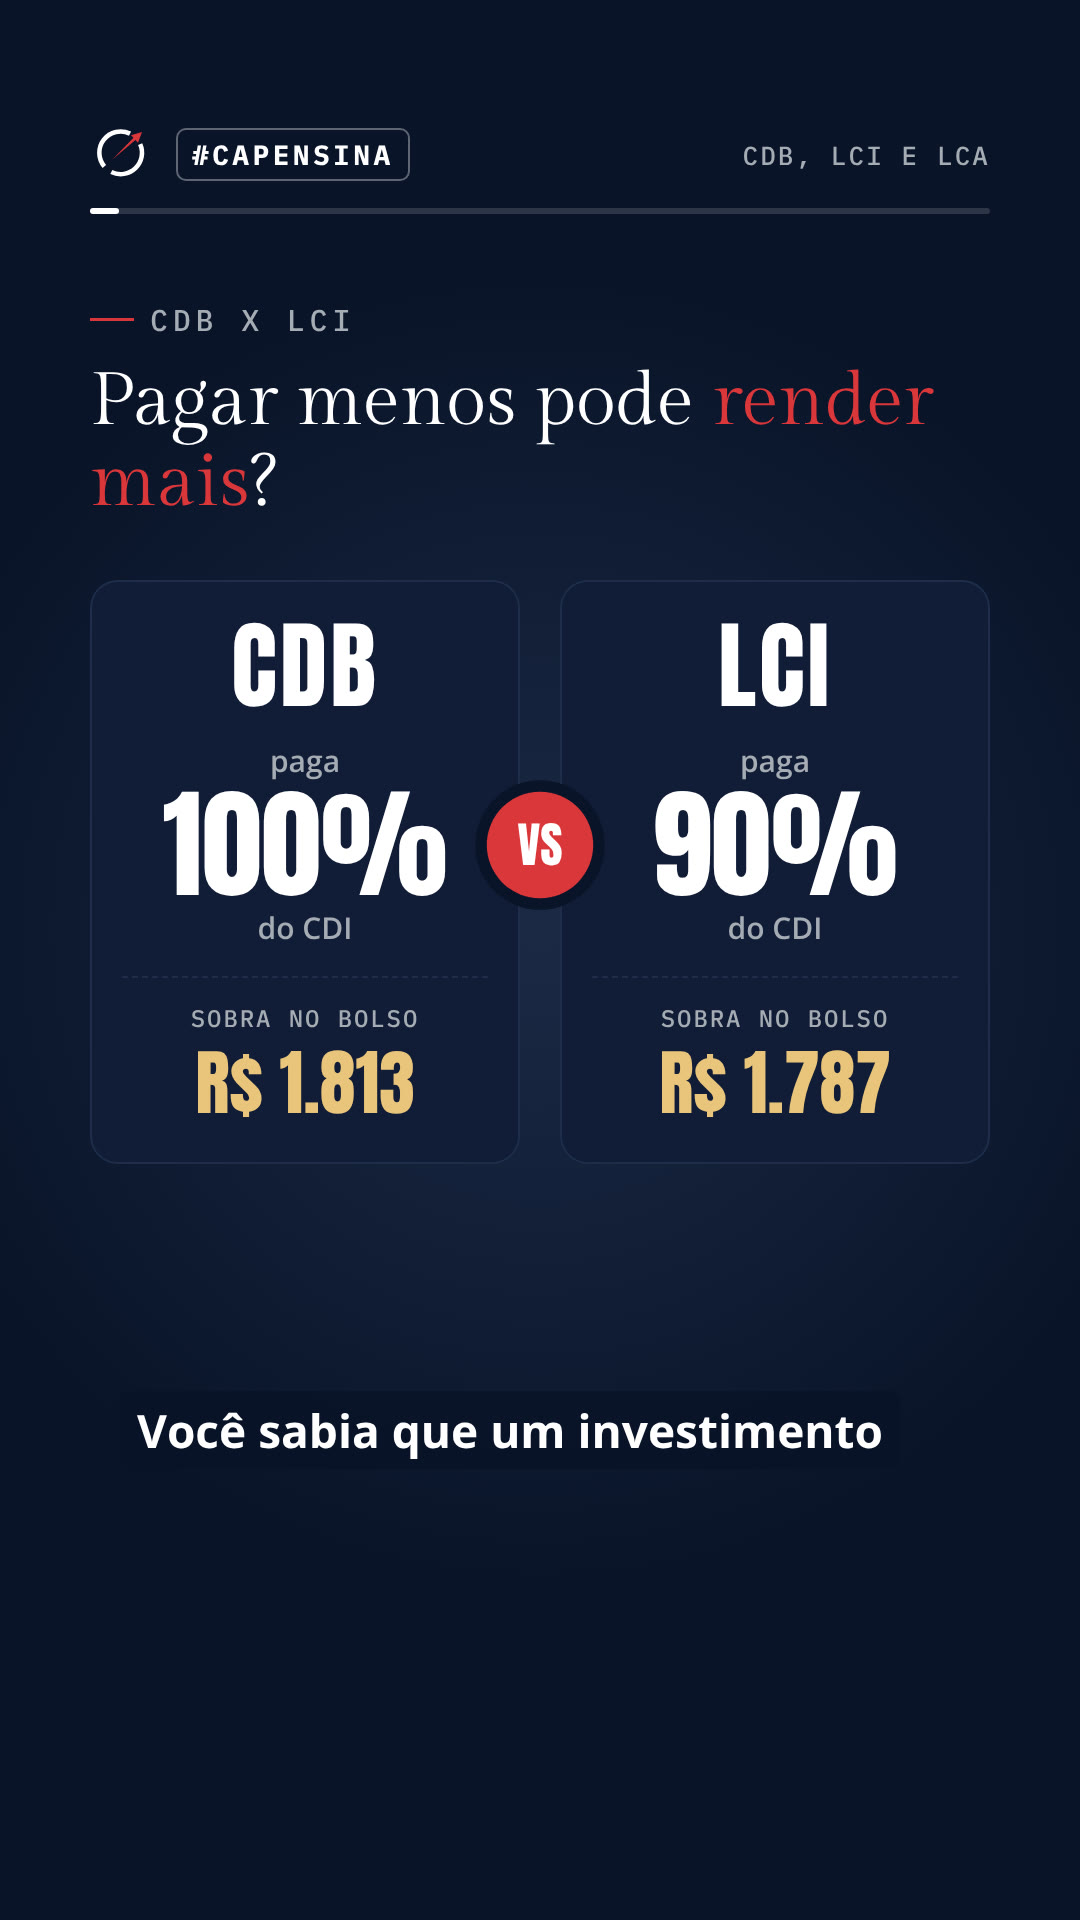 #CAPENSINA
CDB, LCI E LCA
CDB X LCI
Pagar menos pode render
mais?
CDB
paga
100%
do CDI
SOBRA NO BOLSO
R$ 1.813
VS
LCI
paga
90%
do CDI
SOBRA NO BOLSO
R$ 1.787
Você sabia que um investimento